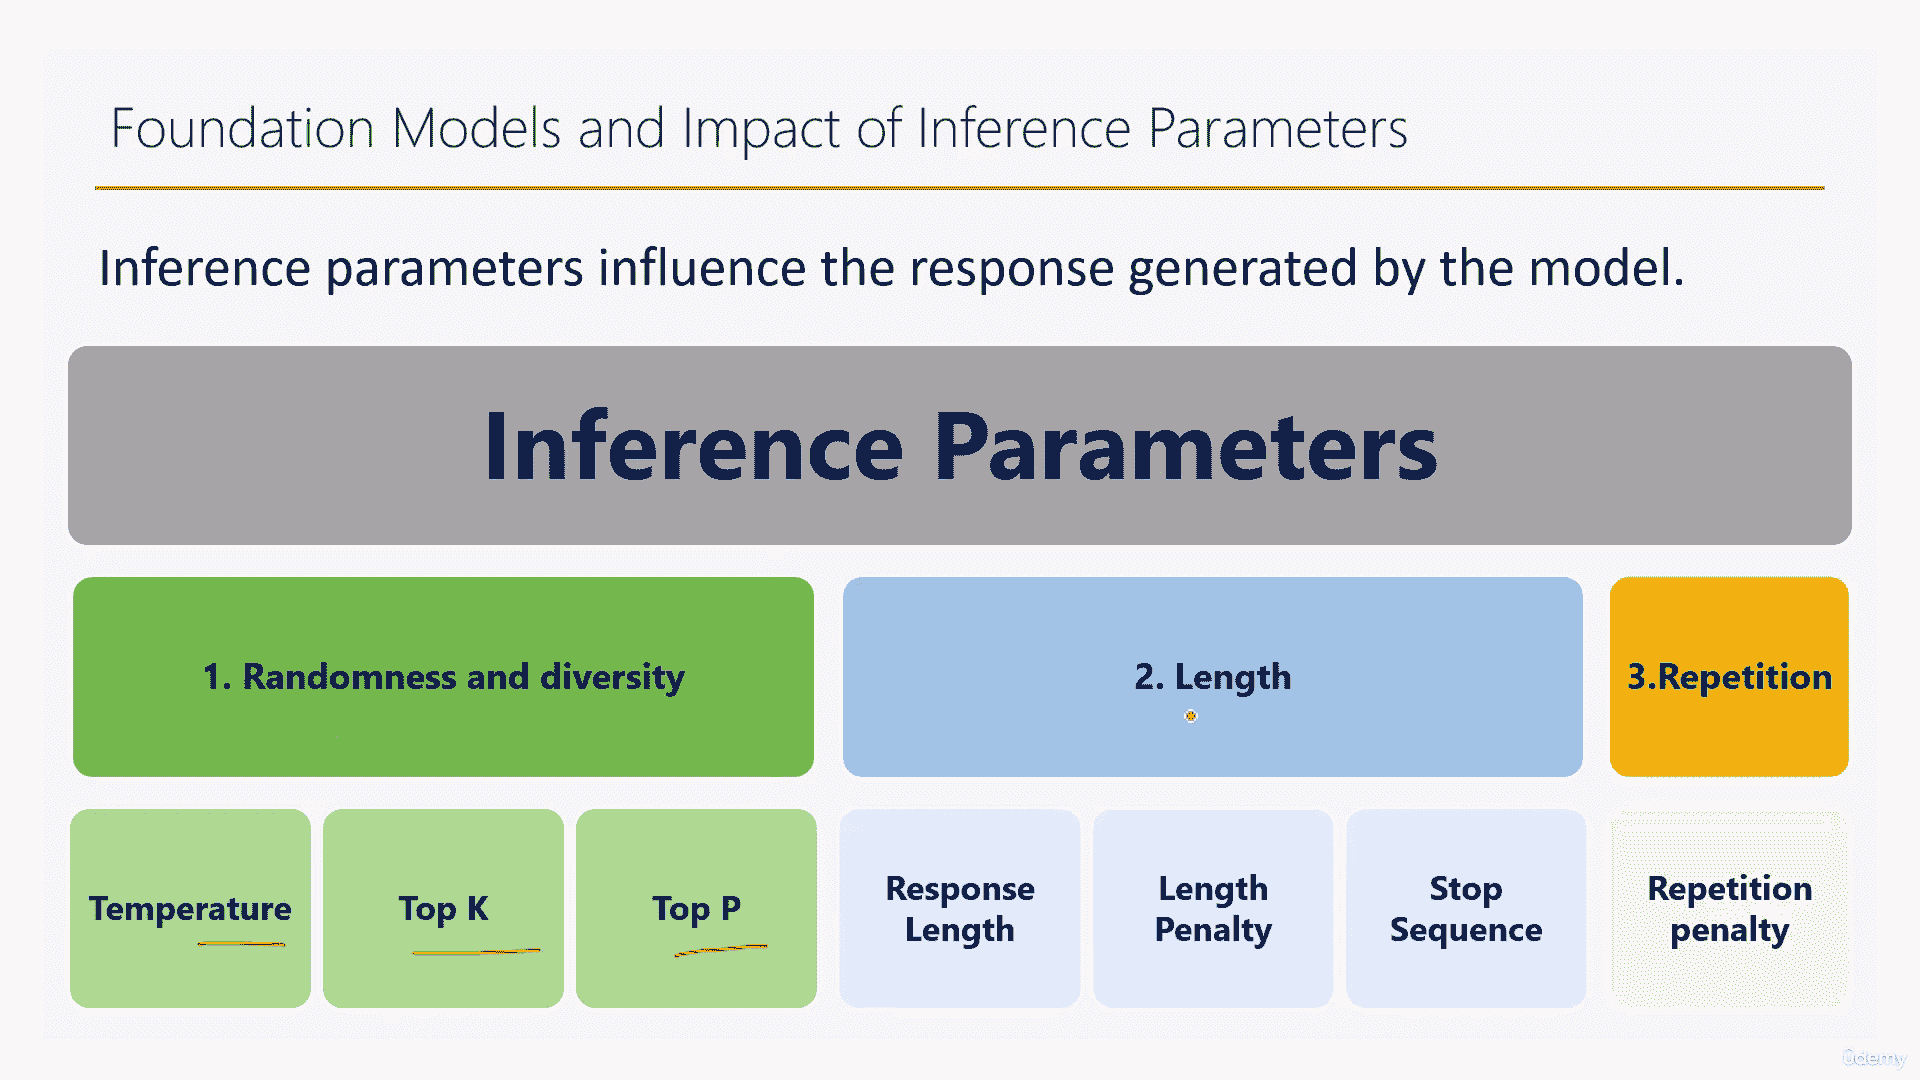 Foundation Models and Impact of Inference Parameters
Inference parameters influence the response generated by the model.
Inference Parameters
1. Randomness and diversity
2. Length
3.Repetition
Temperature
Top K
Top P
Response
Length
Length
Penalty
Stop
Sequence
Repetition
penalty
ûdemy